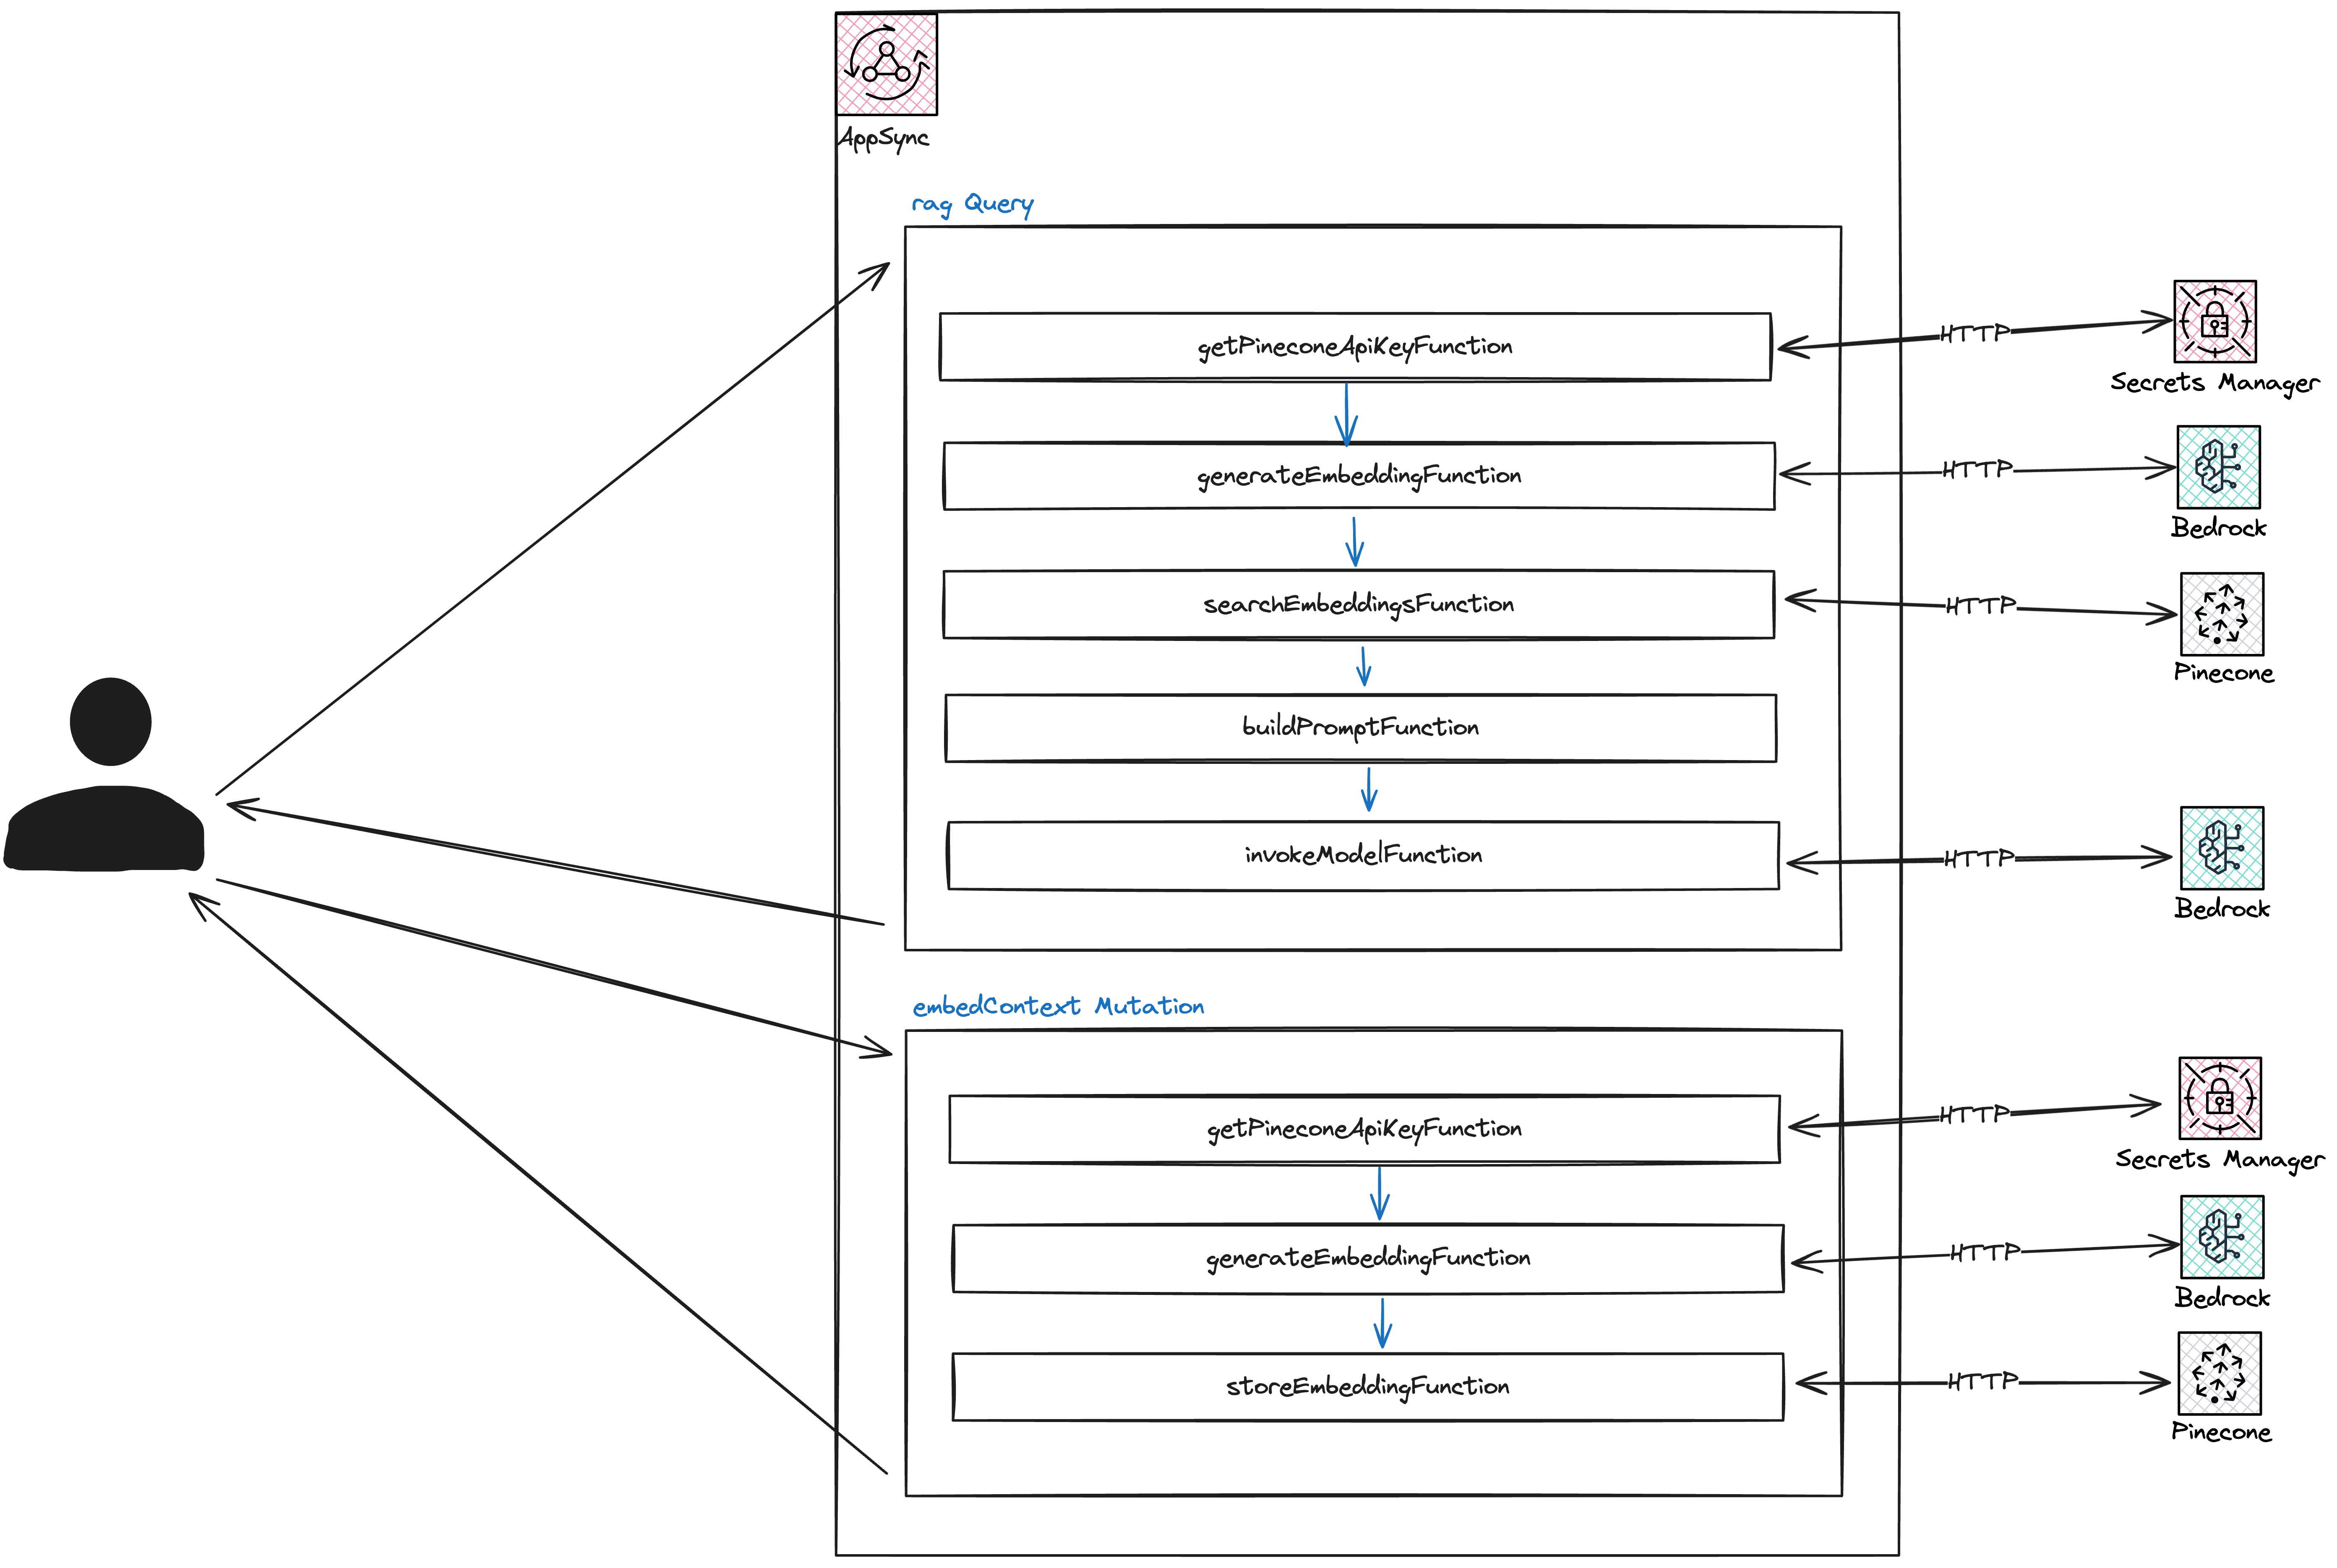 AppSync
rag Query
getPineconeApiKeyFunction
HTTP
Secrets Manager
generateEmbeddingFunction
HTTP
Bedrock
searchEmbeddingsFunction
HTTP
Pinecone
buildPromptFunction
invokeModelFunction
HTTP
Bedrock
embedContext Mutation
getPineconeApiKeyFunction
HTTP
Secrets Manager
generateEmbeddingFunction
HTTP
Bedrock
storeEmbeddingFunction
HTTP
Pinecone